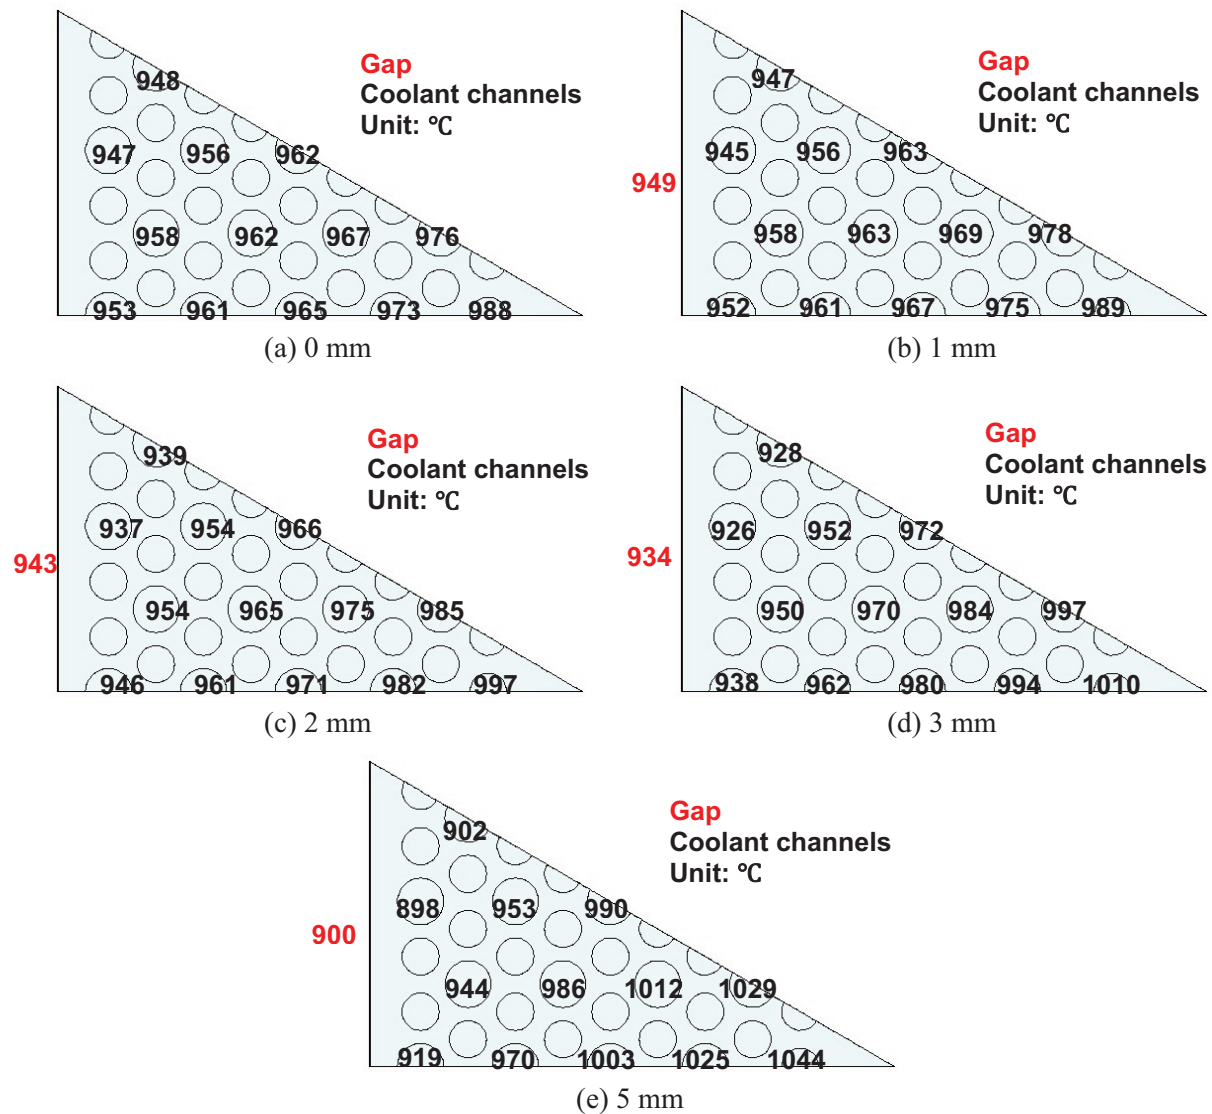 Gap
Coolant channels
Unit: ℃
948
947 956 962
958 962 967 976
953 961 965 973 988
(a) 0 mm
Gap
Coolant channels
Unit: ℃
947
945 956 963
949
958 963 969 978
952 961 967 975 989
(b) 1 mm
Gap
Coolant channels
Unit: ℃
939
937 954 966
943
954 965 975 985
946 961 971 982 997
(c) 2 mm
Gap
Coolant channels
Unit: ℃
928
926 952 972
934
950 970 984 997
938 962 980 994 1010
(d) 3 mm
Gap
Coolant channels
Unit: ℃
902
898 953 990
900
944 986 1012 1029
919 970 1003 1025 1044
(e) 5 mm